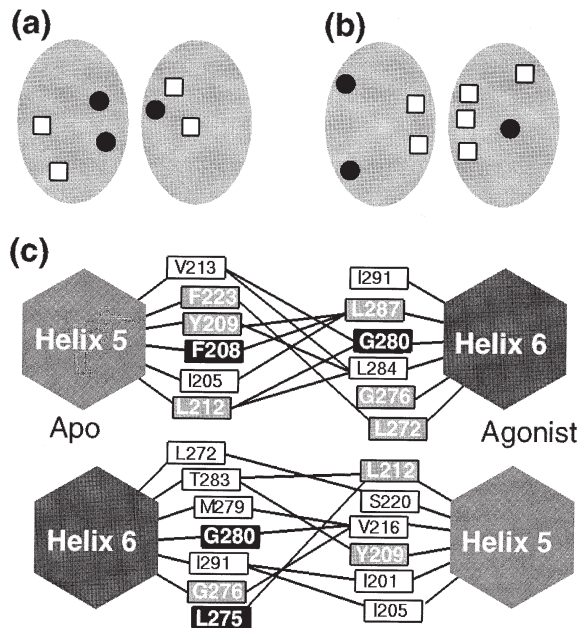 (a)
(b)
(c)
V213
I291
F223
L287
Y209
Helix 5
G280
Helix 6
F208
L284
I205
G276
L212
L272
Apo
Agonist
L272
L212
T283
S220
M279
V216
Helix 6
G280
Helix 5
Y209
I291
I201
G276
I205
L275